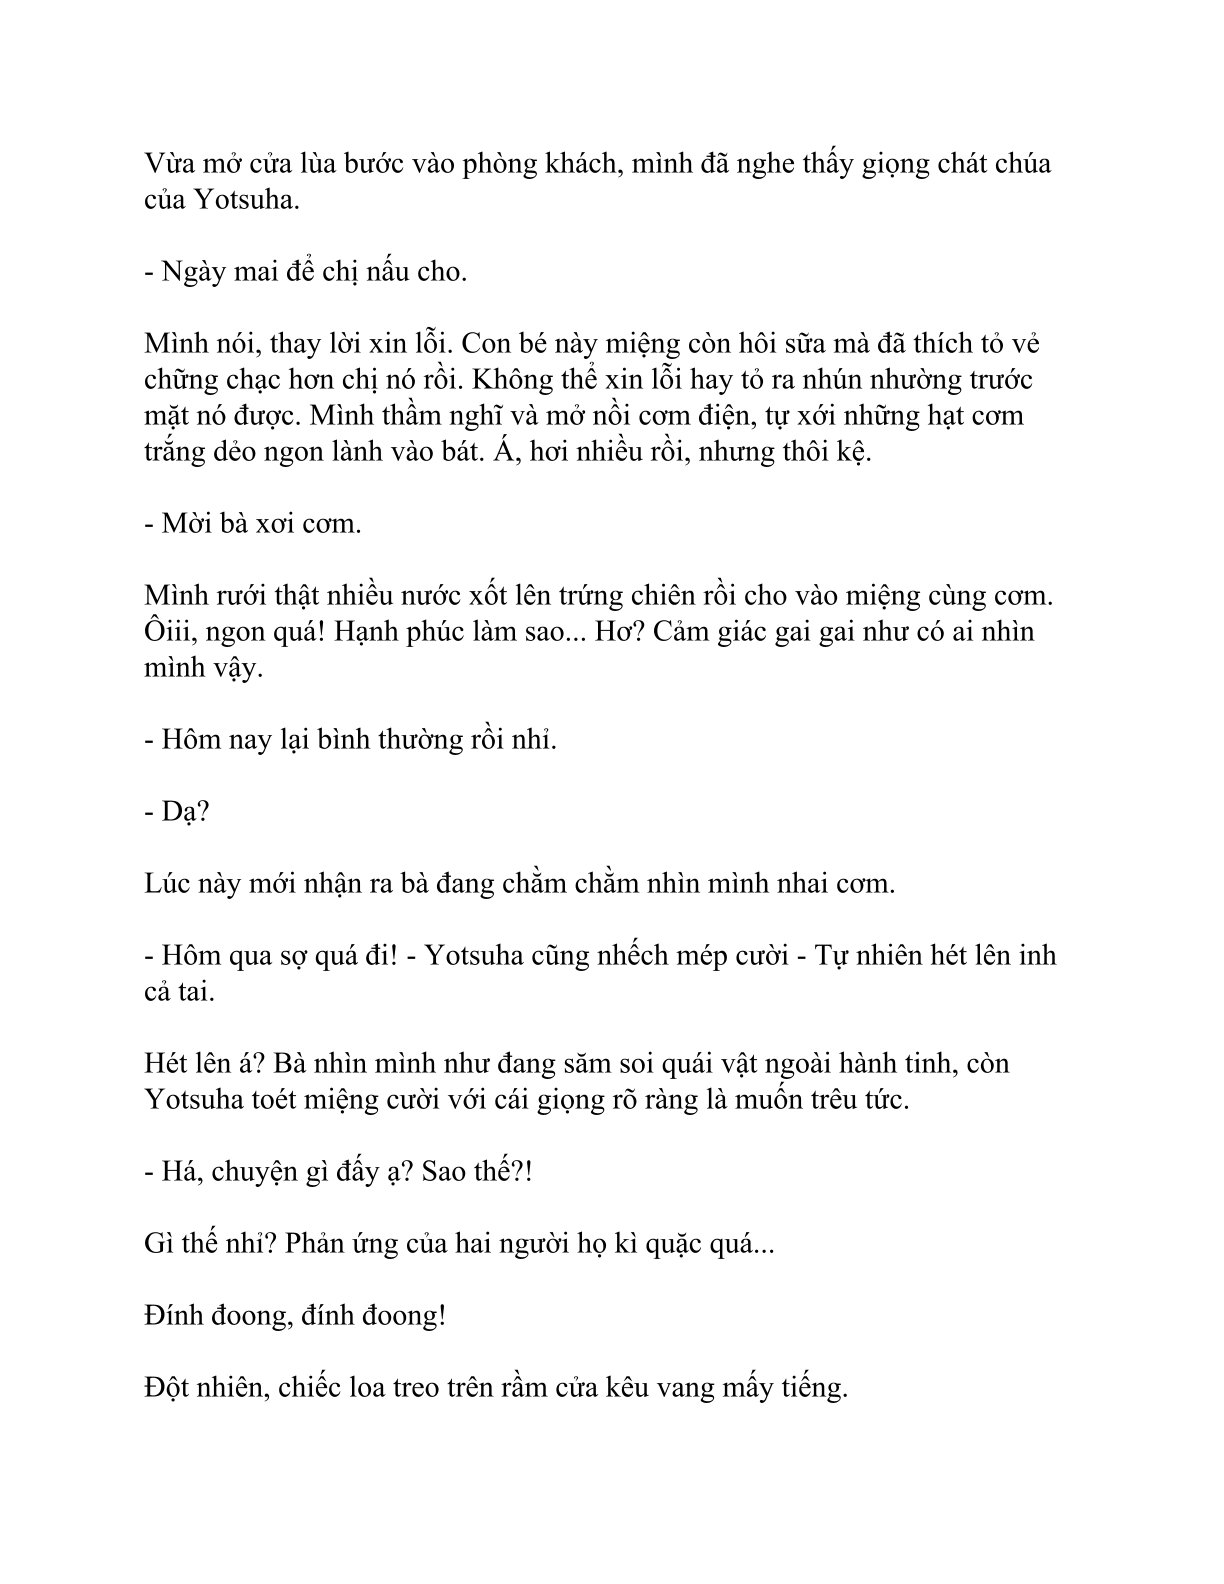 Vừa mở cửa lùa bước vào phòng khách, mình đã nghe thấy giọng chát chúa
của Yotsuha.
- Ngày mai để chị nấu cho.
Mình nói, thay lời xin lỗi. Con bé này miệng còn hôi sữa mà đã thích tỏ vẻ
chững chạc hơn chị nó rồi. Không thể xin lỗi hay tỏ ra nhún nhường trước
mặt nó được. Mình thầm nghĩ và mở nồi cơm điện, tự xới những hạt cơm
trắng dẻo ngon lành vào bát. Á, hơi nhiều rồi, nhưng thôi kệ.
- Mời bà xơi cơm.
Mình rưới thật nhiều nước xốt lên trứng chiên rồi cho vào miệng cùng cơm.
Ôiii, ngon quá! Hạnh phúc làm sao... Hơ? Cảm giác gai gai như có ai nhìn
mình vậy.
- Hôm nay lại bình thường rồi nhỉ.
- Dạ?
Lúc này mới nhận ra bà đang chằm chằm nhìn mình nhai cơm.
- Hôm qua sợ quá đi! - Yotsuha cũng nhếch mép cười - Tự nhiên hét lên inh
cả tai.
Hét lên á? Bà nhìn mình như đang săm soi quái vật ngoài hành tinh, còn
Yotsuha toét miệng cười với cái giọng rõ ràng là muốn trêu tức.
- Há, chuyện gì đấy ạ? Sao thế?!
Gì thế nhỉ? Phản ứng của hai người họ kì quặc quá...
Đính đoong, đính đoong!
Đột nhiên, chiếc loa treo trên rầm cửa kêu vang mấy tiếng.